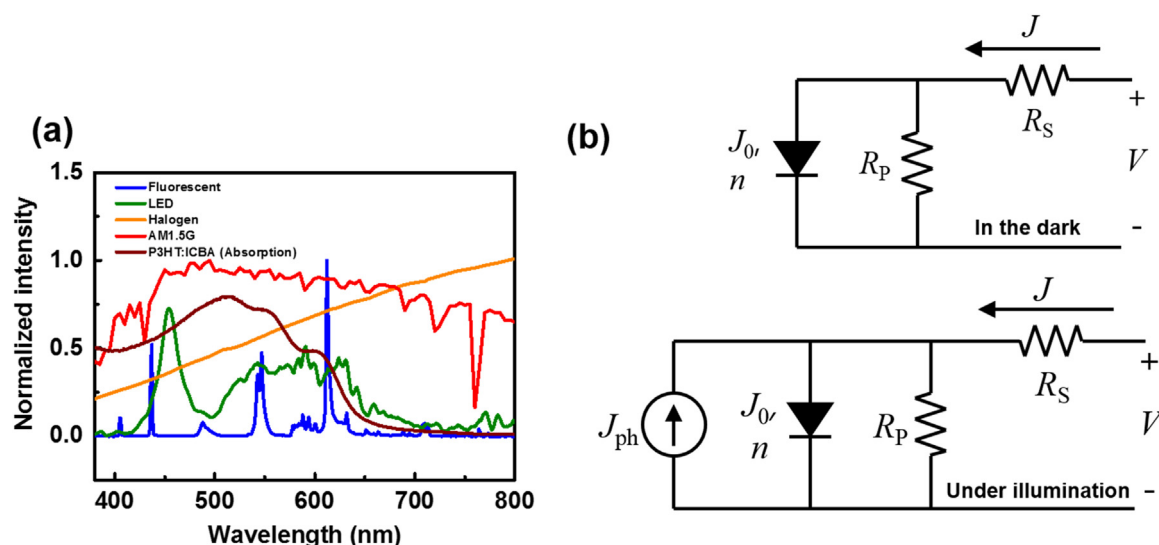 (a)
Normalized intensity
1.5
1.0
0.5
0.0
Fluorescent
LED
Halogen
AM1.5G
P3HT:ICBA (Absorption)
400 500 600 700 800
Wavelength (nm)
(b)
J
RS
+
J0,
n
RP
V
In the dark
-
J
RS
+
Jph
J0,
n
RP
V
Under illumination
-